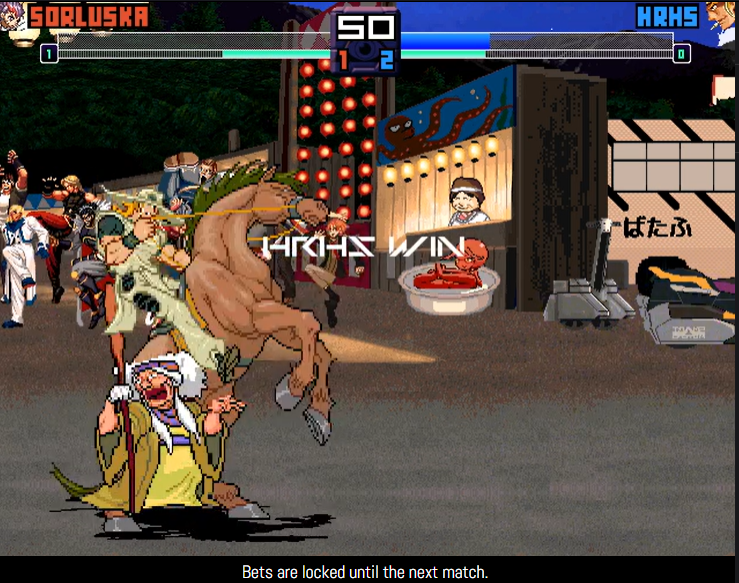 SORLUSKA
50
HRHS
1
1 2
0
HRHS WIN
ばたふ
Bets are locked until the next match.